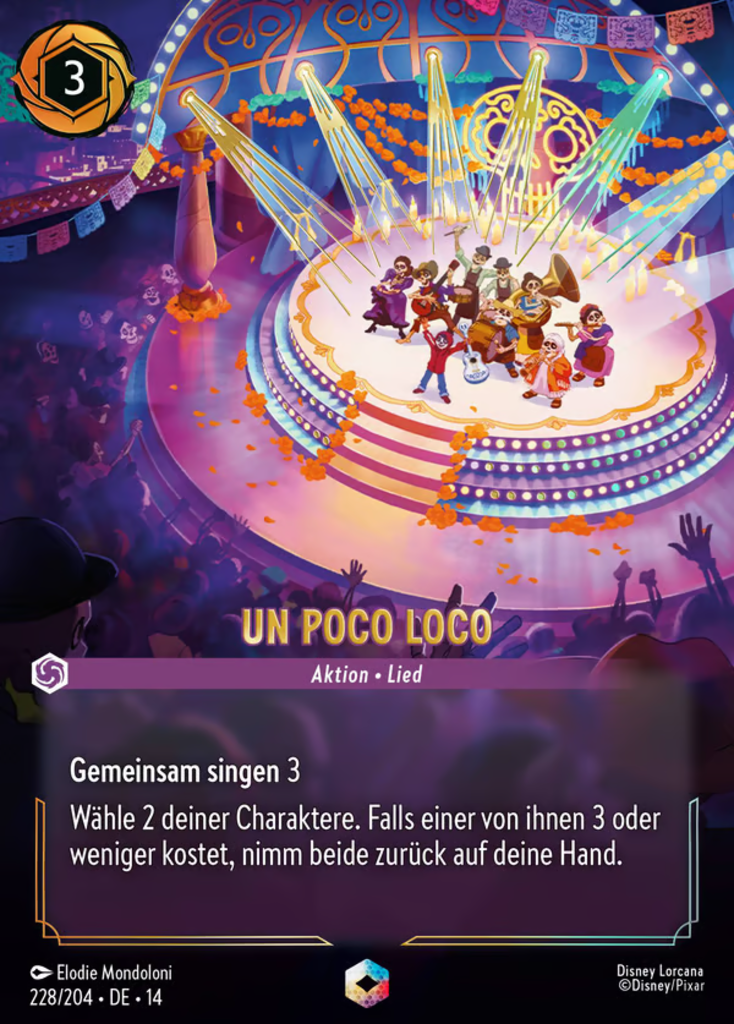 3
UN POCO LOCO
Aktion • Lied
Gemeinsam singen 3
Wähle 2 deiner Charaktere. Falls einer von ihnen 3 oder
weniger kostet, nimm beide zurück auf deine Hand.
Elodie Mondoloni
228/204 • DE • 14
Disney Lorcana
©Disney/Pixar